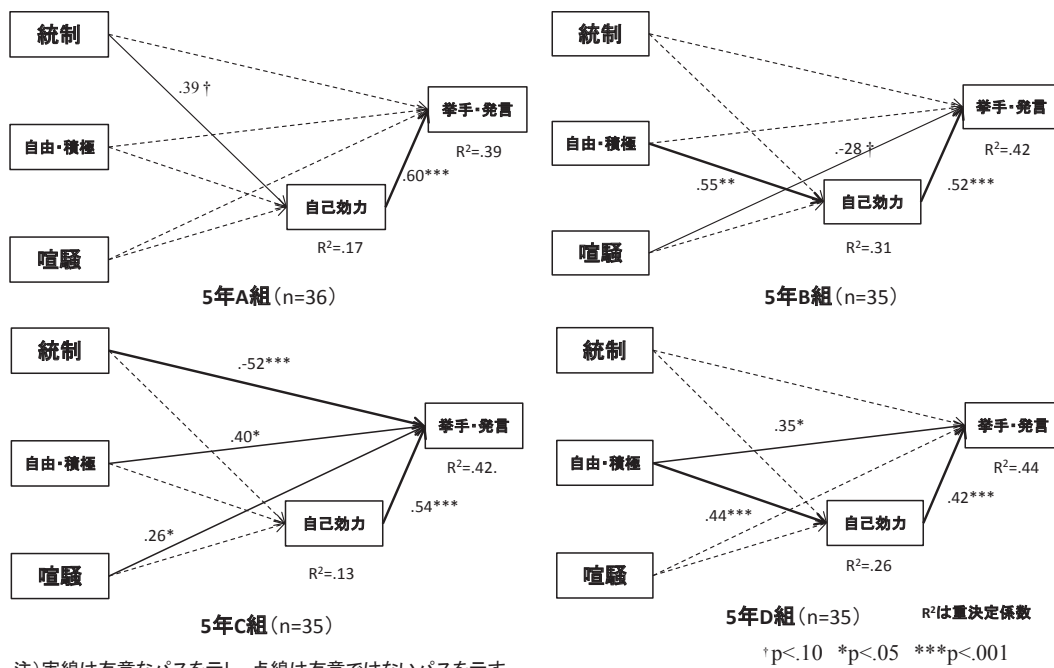 統制
.39 †
挙手・発言
自由・積極
R²=.39
.60***
自己効力
喧騒
R²=.17
5年A組(n=36)
統制
挙手・発言
自由・積極
.-28 †
R²=.42
.55**
.52***
自己効力
喧騒
R²=.31
5年B組(n=35)
統制
.-52***
挙手・発言
.40*
自由・積極
R²=.42.
.54***
自己効力
.26*
喧騒
R²=.13
5年C組(n=35)
統制
.35*
挙手・発言
自由・積極
R²=.44
.42***
.44***
自己効力
喧騒
R²=.26
5年D組(n=35)
R²は重決定係数
†p<.10 *p<.05 ***p<.001
注)実線は有意なパスを示し、点線は有意ではないパスを示す